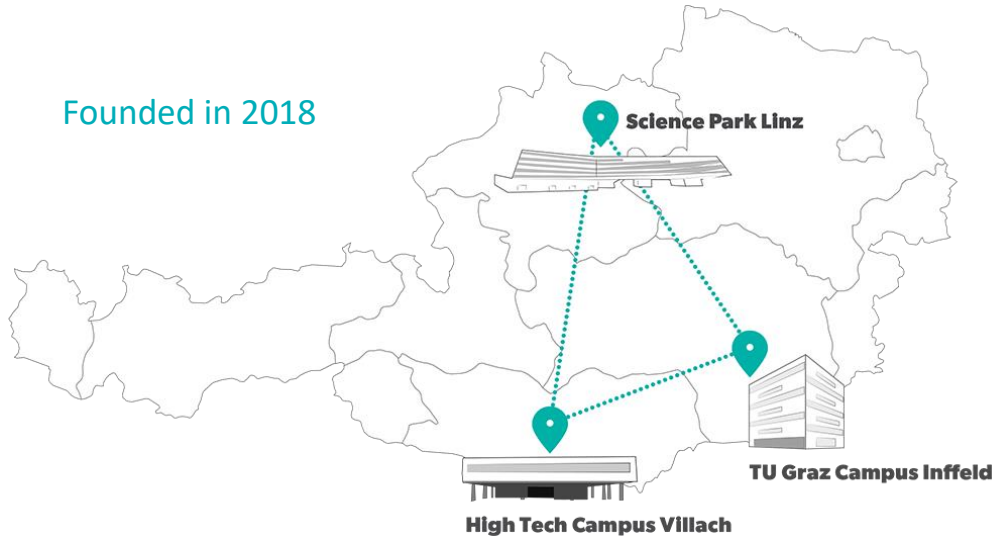 Founded in 2018
Science Park Linz
TU Graz Campus Inffeld
High Tech Campus Villach